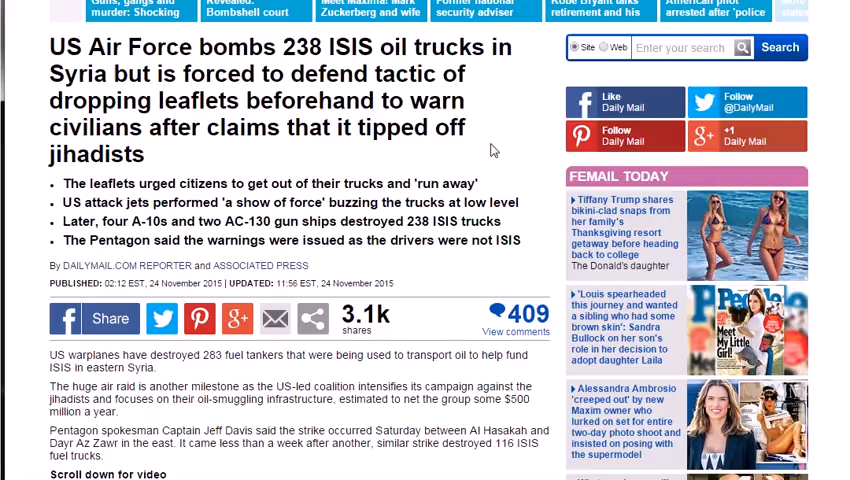 Guns, gangs and
murder: Shocking
Revealed:
Bombshell court
Meet Maxima! Mark
Zuckerberg and wife
Former national
security adviser
Kobe Bryant talks
retirement and his
American pilot
arrested after 'police
US Air Force bombs 238 ISIS oil trucks in
Syria but is forced to defend tactic of
dropping leaflets beforehand to warn
civilians after claims that it tipped off
jihadists
The leaflets urged citizens to get out of their trucks and 'run away'
US attack jets performed 'a show of force' buzzing the trucks at low level
Later, four A-10s and two AC-130 gun ships destroyed 238 ISIS trucks
The Pentagon said the warnings were issued as the drivers were not ISIS
By DAILYMAIL.COM REPORTER and ASSOCIATED PRESS
PUBLISHED: 02:12 EST, 24 November 2015 | UPDATED: 11:56 EST, 24 November 2015
f Share
g+
3.1k
shares
409
View comments
US warplanes have destroyed 283 fuel tankers that were being used to transport oil to help fund
ISIS in eastern Syria.
The huge air raid is another milestone as the US-led coalition intensifies its campaign against the
jihadists and focuses on their oil-smuggling infrastructure, estimated to net the group some $500
million a year.
Pentagon spokesman Captain Jeff Davis said the strike occurred Saturday between Al Hasakah and
Dayr Az Zawr in the east. It came less than a week after another, similar strike destroyed 116 ISIS
fuel trucks.
Scroll down for video
Site Web Enter your search Search
Like
Daily Mail
Follow
@DailyMail
Follow
Daily Mail
+1
Daily Mail
FEMAIL TODAY
Tiffany Trump shares
bikini-clad snaps from
her family's
Thanksgiving resort
getaway before heading
back to college
The Donald's daughter
'Louis spearheaded
this journey and wanted
a sibling who had some
brown skin': Sandra
Bullock on her son's
role in her decision to
adopt daughter Laila
People
Meet
My Little
Girl!
Alessandra Ambrosio
'creeped out' by new
Maxim owner who
lurked on set for entire
two-day photo shoot and
insisted on posing with
the supermodel